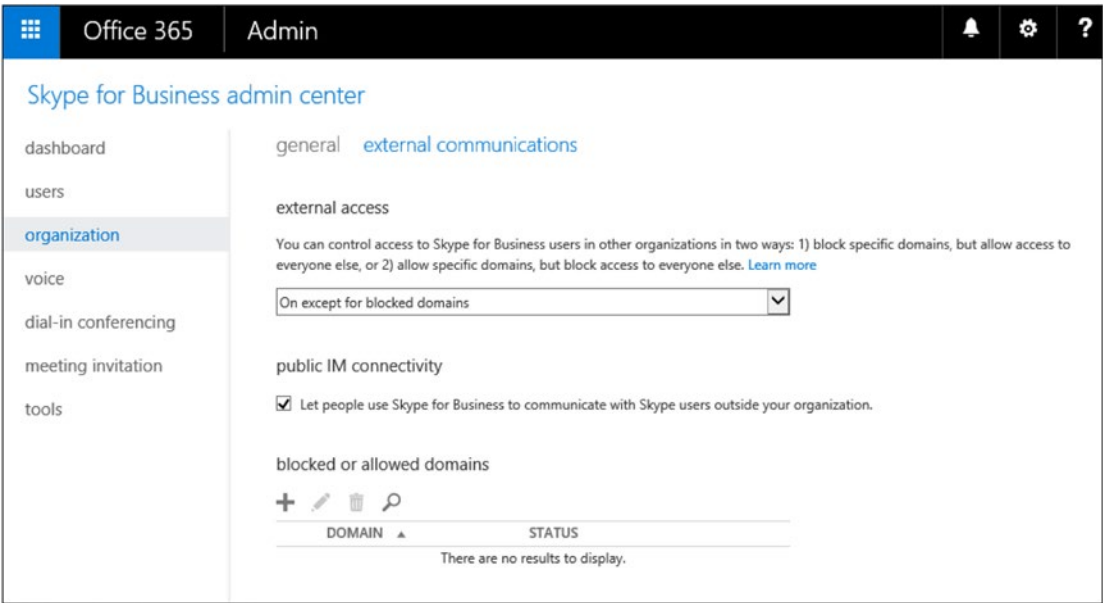 Office 365 Admin ?
Skype for Business admin center
dashboard
users
organization
voice
dial-in conferencing
meeting invitation
tools
general external communications
external access
You can control access to Skype for Business users in other organizations in two ways: 1) block specific domains, but allow access to
everyone else, or 2) allow specific domains, but block access to everyone else. Learn more
On except for blocked domains
public IM connectivity
Let people use Skype for Business to communicate with Skype users outside your organization.
blocked or allowed domains
DOMAIN STATUS
There are no results to display.